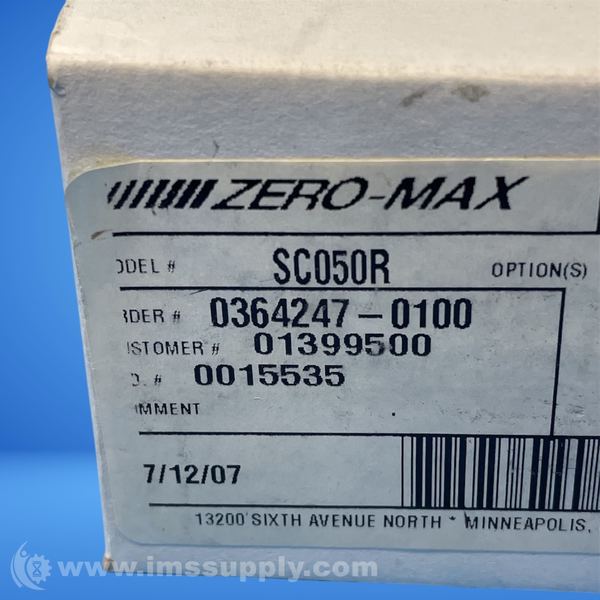 ZERO-MAX
ODEL # SC050R OPTION(S)
RDER # 0364247-0100
STOMER # 01399500
O. # 0015535
MMENT
7/12/07
13200 SIXTH AVENUE NORTH * MINNEAPOLIS,
www.imssupply.com